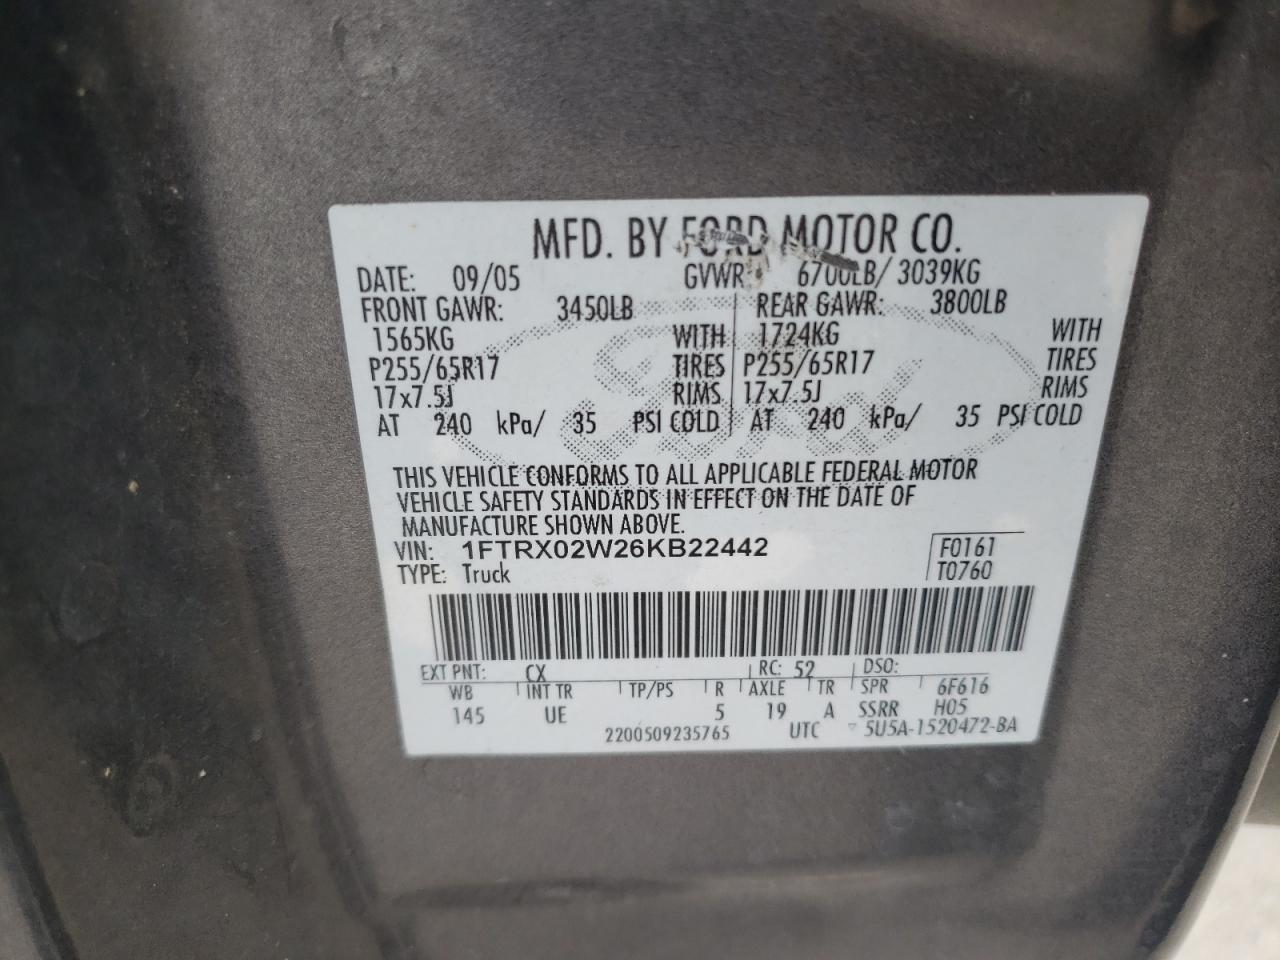 MFD. BY FORD MOTOR CO.
DATE: 09/05 GVWR 6700LB/ 3039KG
FRONT GAWR: 3450LB REAR GAWR: 3800LB
1565KG WITH 1724KG WITH
P255/65R17 TIRES P255/65R17 TIRES
17x7.5J RIMS 17x7.5J RIMS
AT 240 kPa/ 35 PSI COLD AT 240 kPa/ 35 PSI COLD
Ford
THIS VEHICLE CONFORMS TO ALL APPLICABLE FEDERAL MOTOR
VEHICLE SAFETY STANDARDS IN EFFECT ON THE DATE OF
MANUFACTURE SHOWN ABOVE.
VIN: 1FTRX02W26KB22442 F0161
TYPE: Truck T0760
EXT PNT: CX RC: 52 DSO:
WB INT TR TP/PS R AXLE TR SPR 6F616
145 UE 5 19 A SSRR H05
2200509235765 UTC 5U5A-1520472-BA